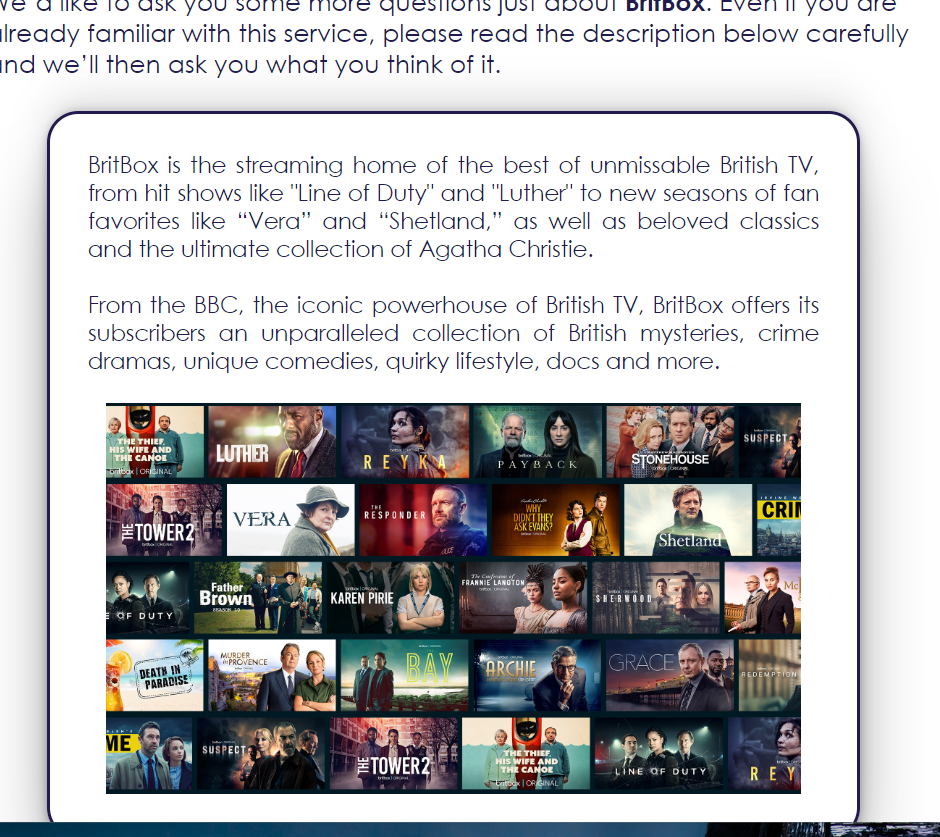 We'd like to ask you some more questions just about BritBox. Even if you are
already familiar with this service, please read the description below carefully
and we'll then ask you what you think of it.
BritBox is the streaming home of the best of unmissable British TV,
from hit shows like "Line of Duty" and "Luther" to new seasons of fan
favorites like “Vera” and “Shetland,” as well as beloved classics
and the ultimate collection of Agatha Christie.
From the BBC, the iconic powerhouse of British TV, BritBox offers its
subscribers an unparalleled collection of British mysteries, crime
dramas, unique comedies, quirky lifestyle, docs and more.
THE THIEF,
HIS WIFE AND
THE CANOE
britbox | ORIGINAL
LUTHER
REYKA
PAYBACK
STONEHOUSE
SUSPECT
THE TOWER2
VERA
THE
RESPONDER
WHY
DIDN'T THEY
ASK EVANS?
Shetland
CRI
E OF DUTY
Father
Brown
SEASON 10
KAREN PIRIE
The Confessions of
FRANNIE LANGTON
SHERWOOD
Mc
DEATH IN
PARADISE
MURDER
IN PROVENCE
BAY
ARCHIE
GRACE
REDEMPTION
ME
SUSPECT
THE TOWER2
THE THIEF,
HIS WIFE AND
THE CANOE
britbox | ORIGINAL
LINE OF DUTY
REY